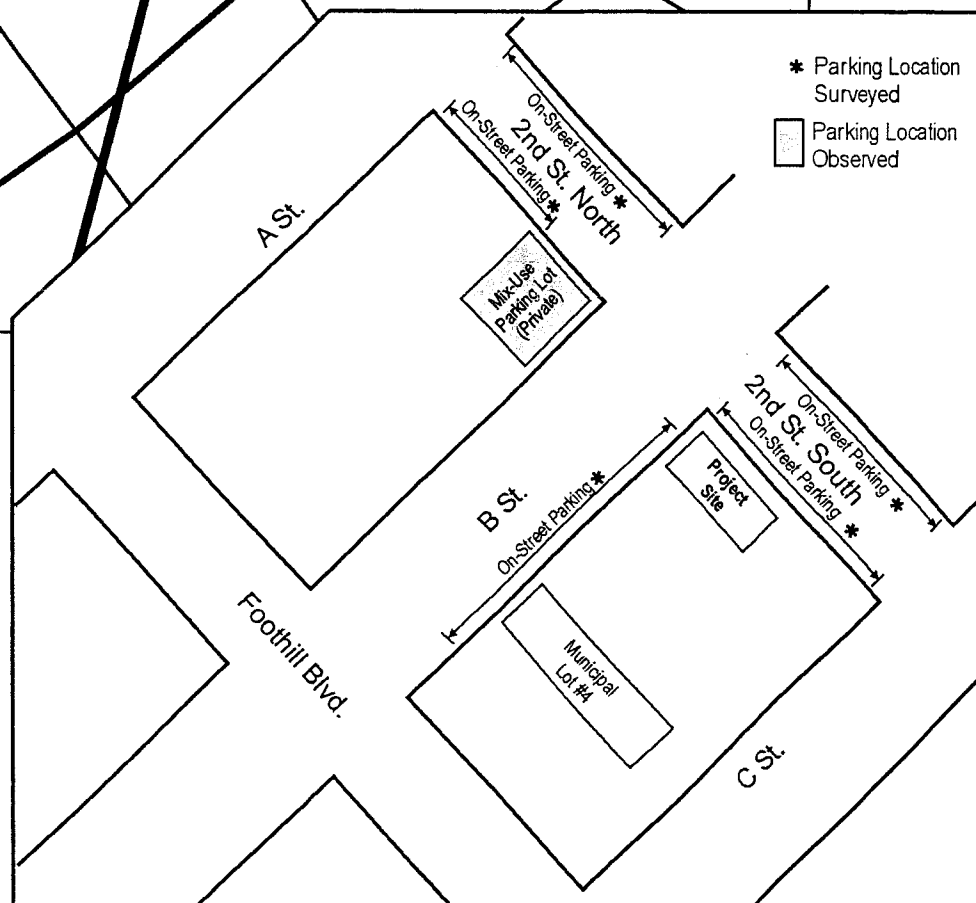 * Parking Location
Surveyed
Parking Location
Observed
On-Street Parking *
2nd St. North
On-Street Parking *
A St.
Mix-Use
Parking Lot
(Private)
On-Street Parking *
2nd St. South
On-Street Parking *
Project
Site
B St.
On-Street Parking *
Foothill Blvd.
Municipal
Lot #4
C St.